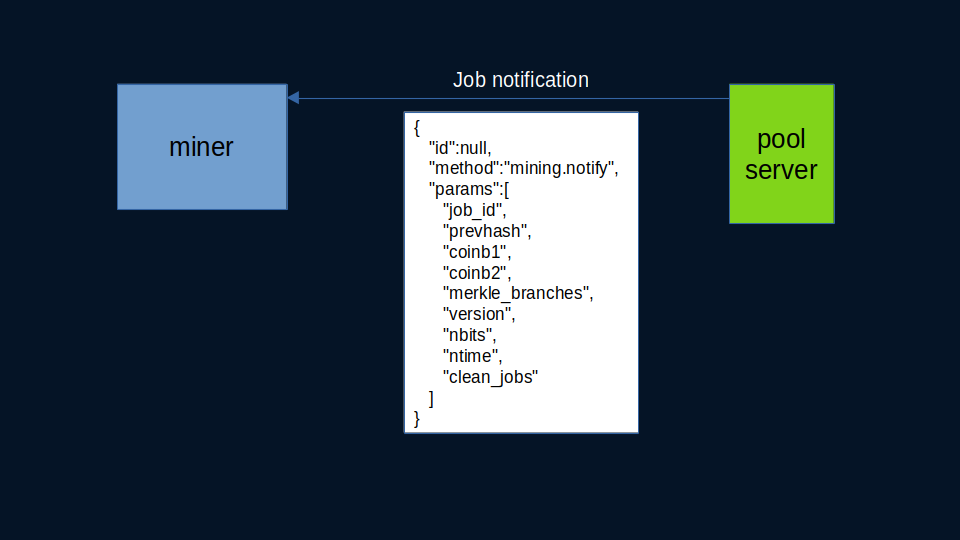 Job notification
miner
pool
server
{
"id":null,
"method":"mining.notify",
"params":[
"job_id",
"prevhash",
"coinb1",
"coinb2",
"merkle_branches",
"version",
"nbits",
"ntime",
"clean_jobs"
]
}